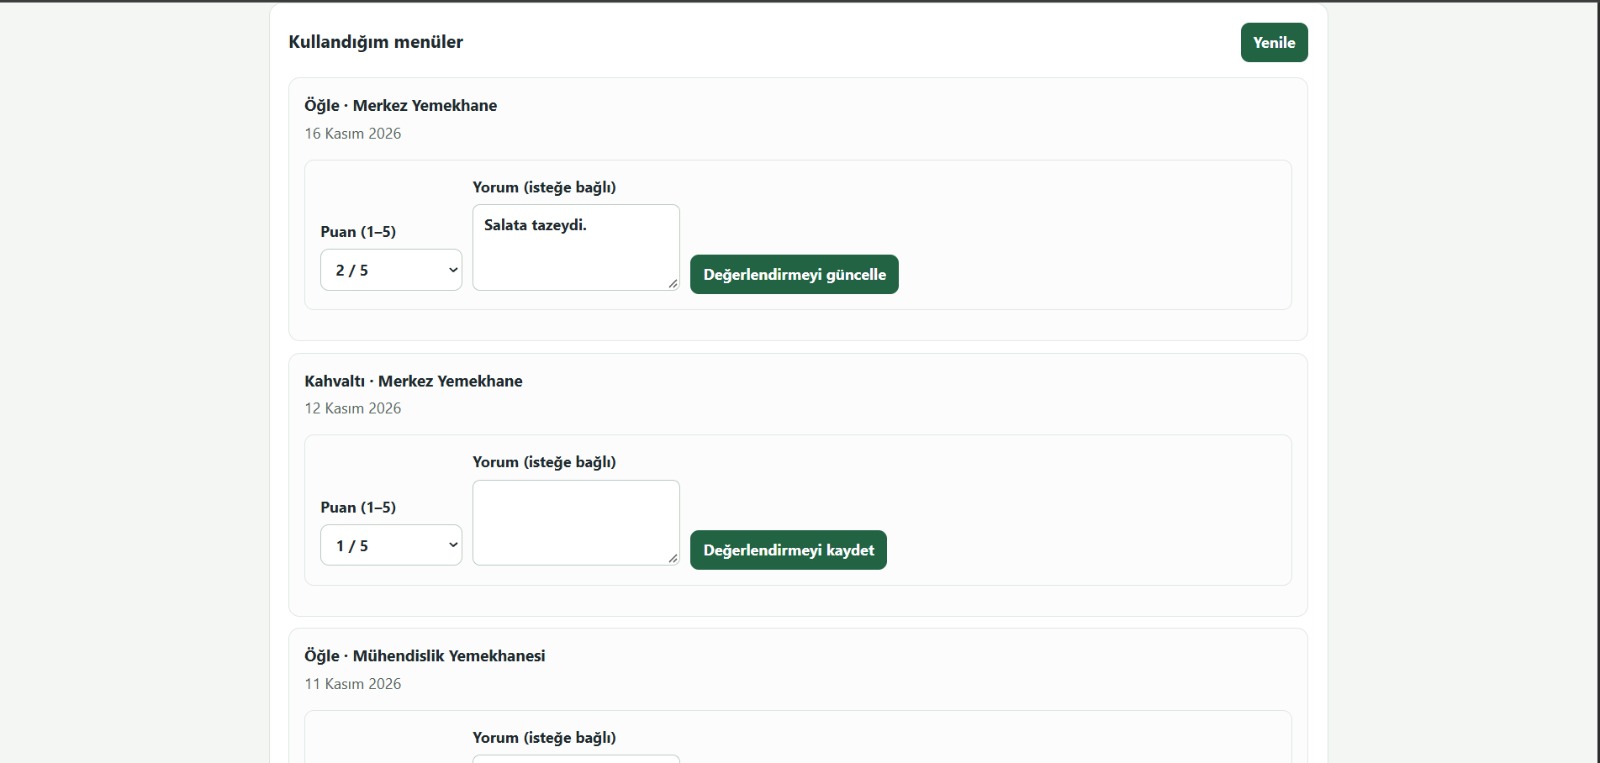 Kullandığım menüler
Yenile
Öğle · Merkez Yemekhane
16 Kasım 2026
Yorum (isteğe bağlı)
Salata tazeydi.
Puan (1–5)
2 / 5
Değerlendirmeyi güncelle
Kahvaltı · Merkez Yemekhane
12 Kasım 2026
Yorum (isteğe bağlı)
Puan (1–5)
1 / 5
Değerlendirmeyi kaydet
Öğle · Mühendislik Yemekhanesi
11 Kasım 2026
Yorum (isteğe bağlı)